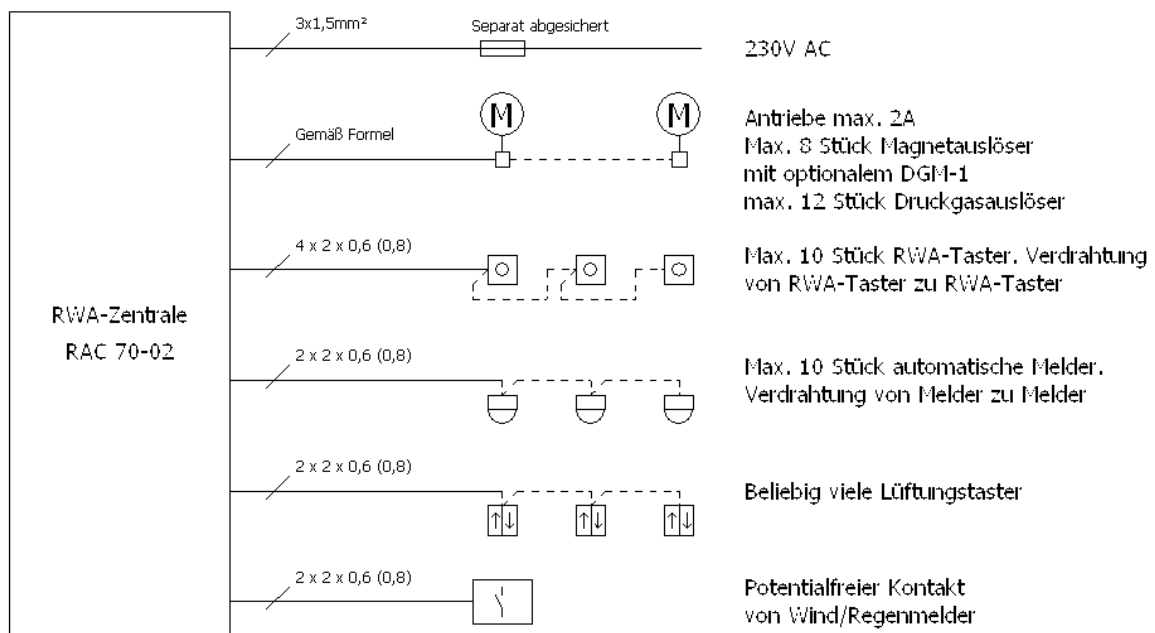 3x1,5mm²
Separat abgesichert
230V AC
M
M
Gemäß Formel
Antriebe max. 2A
Max. 8 Stück Magnetauslöser
mit optionalem DGM-1
max. 12 Stück Druckgasauslöser
4 x 2 x 0,6 (0,8)
Max. 10 Stück RWA-Taster. Verdrahtung
von RWA-Taster zu RWA-Taster
RWA-Zentrale
RAC 70-02
2 x 2 x 0,6 (0,8)
Max. 10 Stück automatische Melder.
Verdrahtung von Melder zu Melder
2 x 2 x 0,6 (0,8)
Beliebig viele Lüftungstaster
2 x 2 x 0,6 (0,8)
Potentialfreier Kontakt
von Wind/Regenmelder